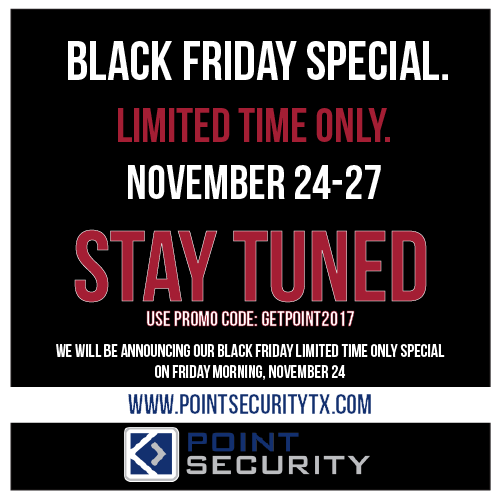 BLACK FRIDAY SPECIAL.
LIMITED TIME ONLY.
NOVEMBER 24-27
STAY TUNED
USE PROMO CODE: GETPOINT2017
WE WILL BE ANNOUNCING OUR BLACK FRIDAY LIMITED TIME ONLY SPECIAL
ON FRIDAY MORNING, NOVEMBER 24
WWW.POINTSECURITYTX.COM
POINT
SECURITY